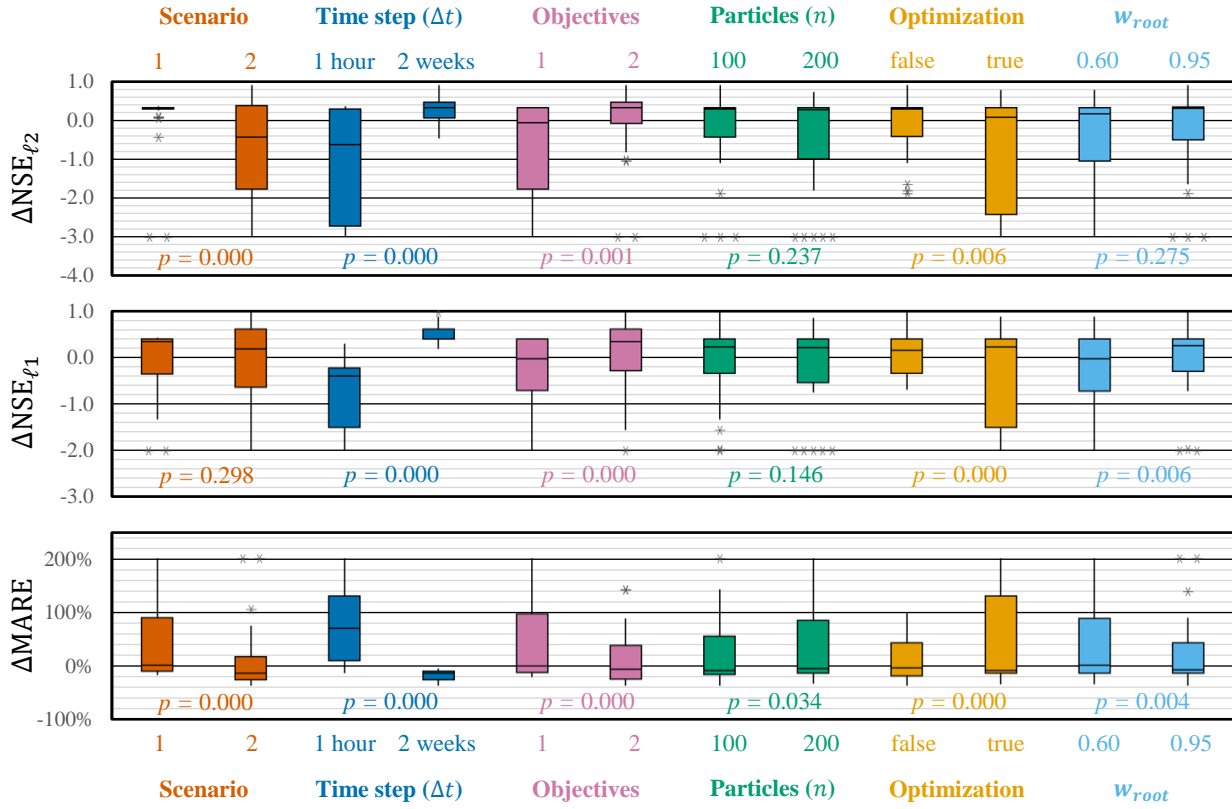 Scenario Time step (Δt) Objectives Particles (n) Optimization w_root
1 2 1 hour 2 weeks 1 2 100 200 false true 0.60 0.95
ΔNSE_ℓ2
1.0
0.0
-1.0
-2.0
-3.0
-4.0
p = 0.000 p = 0.000 p = 0.001 p = 0.237 p = 0.006 p = 0.275
ΔNSE_ℓ1
1.0
0.0
-1.0
-2.0
-3.0
p = 0.298 p = 0.000 p = 0.000 p = 0.146 p = 0.000 p = 0.006
ΔMARE
200%
100%
0%
-100%
p = 0.000 p = 0.000 p = 0.000 p = 0.034 p = 0.000 p = 0.004
1 2 1 hour 2 weeks 1 2 100 200 false true 0.60 0.95
Scenario Time step (Δt) Objectives Particles (n) Optimization w_root